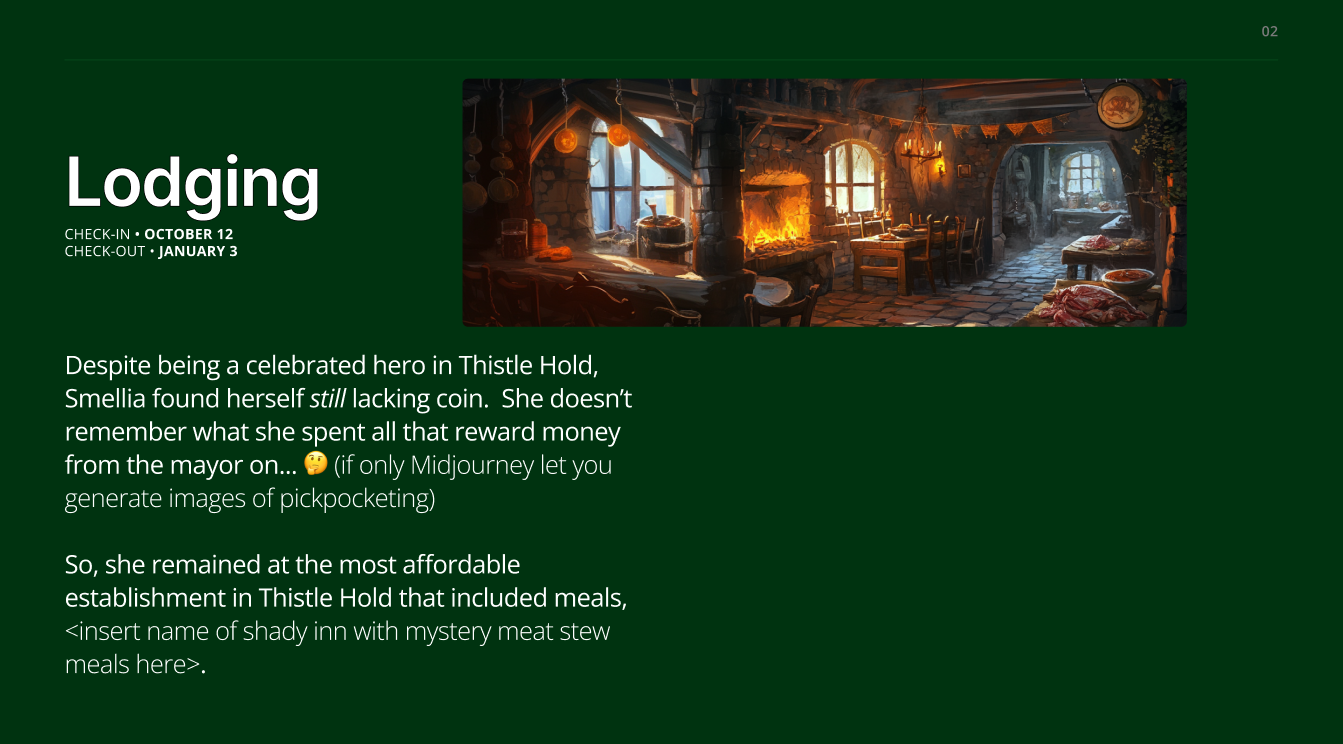 02
Lodging
CHECK-IN • OCTOBER 12
CHECK-OUT • JANUARY 3
Despite being a celebrated hero in Thistle Hold,
Smellia found herself still lacking coin.  She doesn’t
remember what she spent all that reward money
from the mayor on... 🤔 (if only Midjourney let you
generate images of pickpocketing)
So, she remained at the most affordable
establishment in Thistle Hold that included meals,
<insert name of shady inn with mystery meat stew
meals here>.